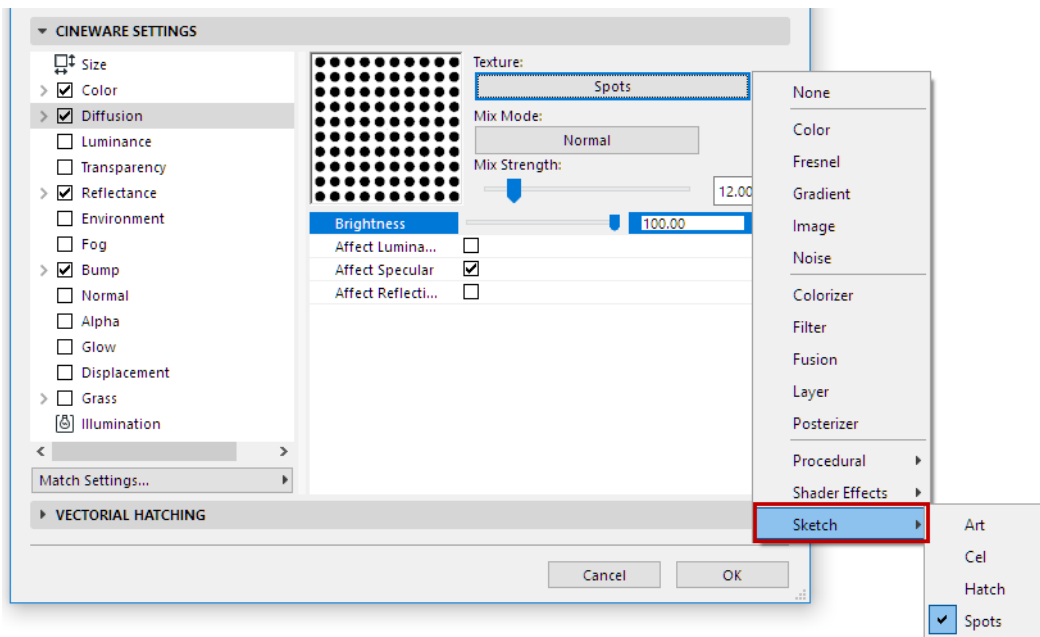 CINEWARE SETTINGS
Size
Color
Diffusion
Luminance
Transparency
Reflectance
Environment
Fog
Bump
Normal
Alpha
Glow
Displacement
Grass
Illumination
Match Settings...
Texture:
Spots
Mix Mode:
Normal
Mix Strength:
12.00
Brightness 100.00
Affect Lumina...
Affect Specular
Affect Reflecti...
VECTORIAL HATCHING
Cancel OK
None
Color
Fresnel
Gradient
Image
Noise
Colorizer
Filter
Fusion
Layer
Posterizer
Procedural
Shader Effects
Sketch
Art
Cel
Hatch
Spots